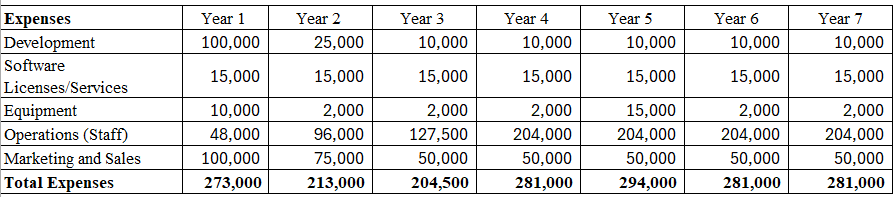 Expenses Year 1 Year 2 Year 3 Year 4 Year 5 Year 6 Year 7
Development 100,000 25,000 10,000 10,000 10,000 10,000 10,000
Software
Licenses/Services 15,000 15,000 15,000 15,000 15,000 15,000 15,000
Equipment 10,000 2,000 2,000 2,000 15,000 2,000 2,000
Operations (Staff) 48,000 96,000 127,500 204,000 204,000 204,000 204,000
Marketing and Sales 100,000 75,000 50,000 50,000 50,000 50,000 50,000
Total Expenses 273,000 213,000 204,500 281,000 294,000 281,000 281,000